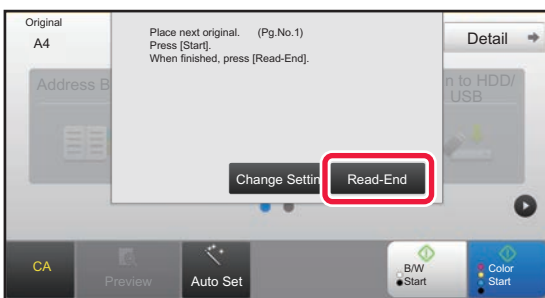 Original
A4
Place next original. (Pg.No.1)
Press [Start].
When finished, press [Read-End].
Detail
Address B
n to HDD/
USB
Change Settin
Read-End
CA
Preview
Auto Set
B/W
Start
Color
Start